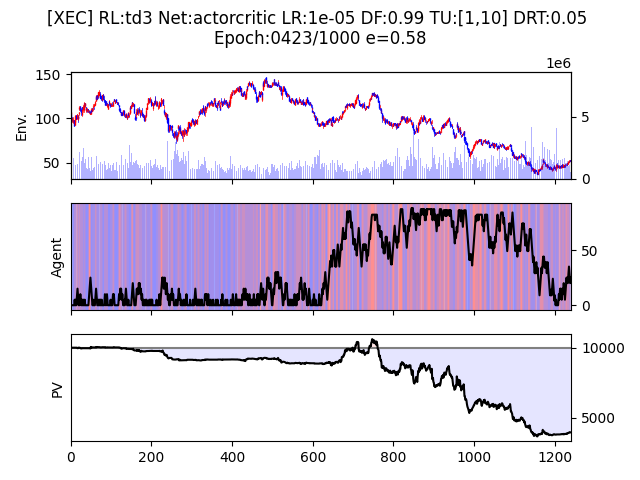 [XEC] RL:td3 Net:actorcritic LR:1e-05 DF:0.99 TU:[1,10] DRT:0.05
Epoch:0423/1000 e=0.58
1e6
150
100
50
Env.
5
0
Agent
50
0
PV
10000
5000
0 200 400 600 800 1000 1200